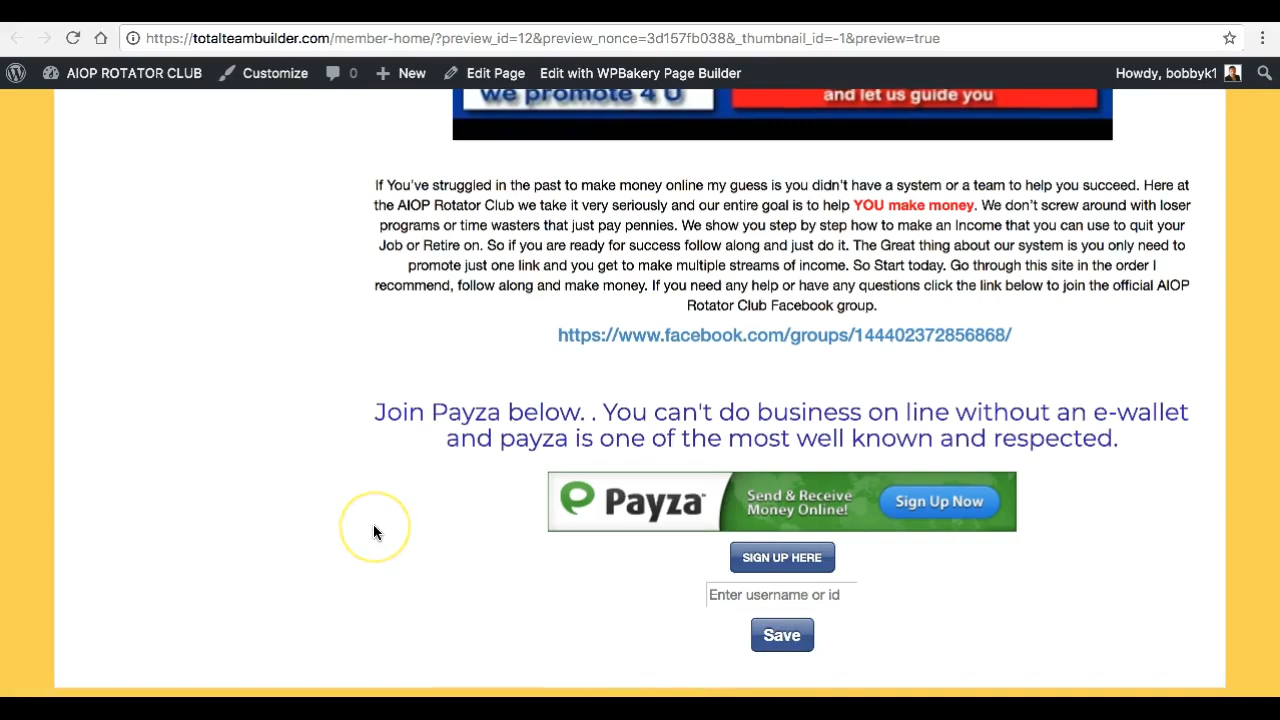 https://totalteambuilder.com/member-home/?preview_id=12&preview_nonce=3d157fb038&_thumbnail_id=-1&preview=true
AIOP ROTATOR CLUB Customize 0 New Edit Page Edit with WPBakery Page Builder Howdy, bobbyk1
we promote 4 U and let us guide you
If You've struggled in the past to make money online my guess is you didn't have a system or a team to help you succeed. Here at
the AIOP Rotator Club we take it very seriously and our entire goal is to help YOU make money. We don't screw around with loser
programs or time wasters that just pay pennies. We show you step by step how to make an Income that you can use to quit your
Job or Retire on. So if you are ready for success follow along and just do it. The Great thing about our system is you only need to
promote just one link and you get to make multiple streams of income. So Start today. Go through this site in the order I
recommend, follow along and make money. If you need any help or have any questions click the link below to join the official AIOP
Rotator Club Facebook group.
https://www.facebook.com/groups/144402372856868/
Join Payza below. . You can't do business on line without an e-wallet
and payza is one of the most well known and respected.
Payza™ Send & Receive
Money Online! Sign Up Now
SIGN UP HERE
Enter username or id
Save